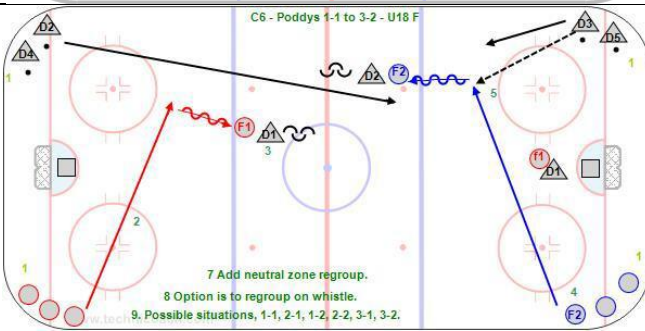 C6 - Poddys 1-1 to 3-2 - U18 F
D2
D4
1
D3
D5
1
D2
F2
5
F1
D1
3
f1
D1
2
1
1
4
F2
7 Add neutral zone regroup.
8 Option is to regroup on whistle.
9. Possible situations, 1-1, 2-1, 1-2, 2-2, 3-1, 3-2.